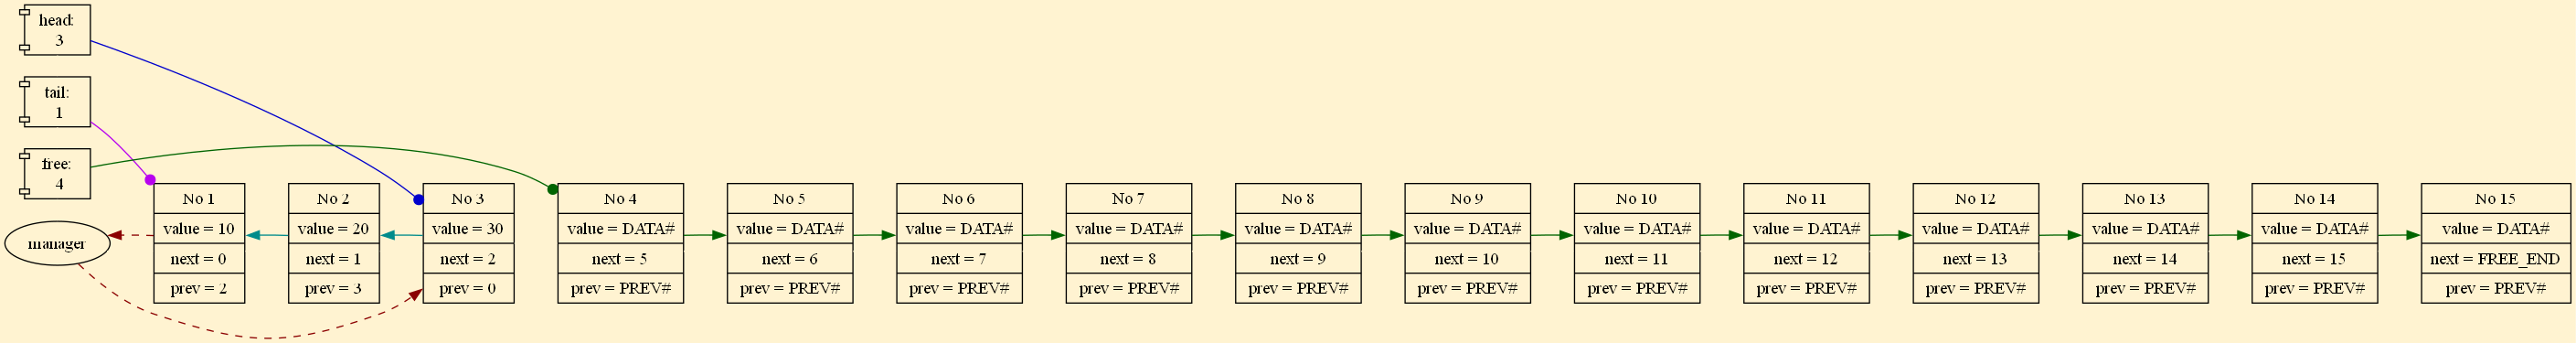 head:
3
tail:
1
free:
4
manager
No 1
value = 10
next = 0
prev = 2
No 2
value = 20
next = 1
prev = 3
No 3
value = 30
next = 2
prev = 0
No 4
value = DATA#
next = 5
prev = PREV#
No 5
value = DATA#
next = 6
prev = PREV#
No 6
value = DATA#
next = 7
prev = PREV#
No 7
value = DATA#
next = 8
prev = PREV#
No 8
value = DATA#
next = 9
prev = PREV#
No 9
value = DATA#
next = 10
prev = PREV#
No 10
value = DATA#
next = 11
prev = PREV#
No 11
value = DATA#
next = 12
prev = PREV#
No 12
value = DATA#
next = 13
prev = PREV#
No 13
value = DATA#
next = 14
prev = PREV#
No 14
value = DATA#
next = 15
prev = PREV#
No 15
value = DATA#
next = FREE_END
prev = PREV#